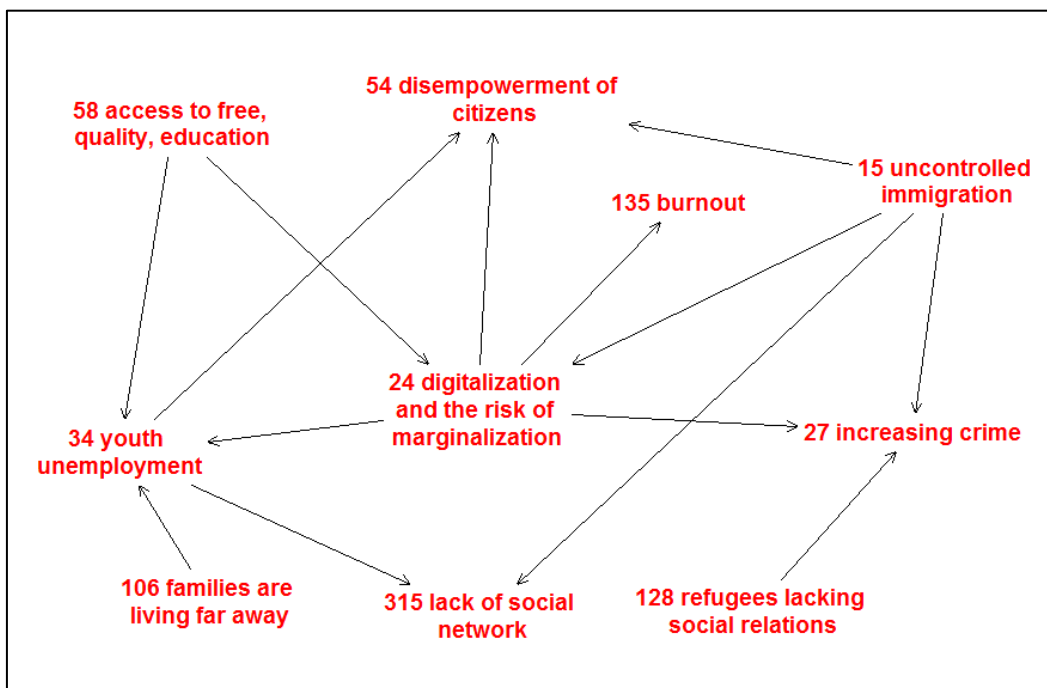 54 disempowerment of
citizens
58 access to free,
quality, education
15 uncontrolled
immigration
135 burnout
24 digitalization
and the risk of
marginalization
34 youth
unemployment
27 increasing crime
106 families are
living far away
315 lack of social
network
128 refugees lacking
social relations